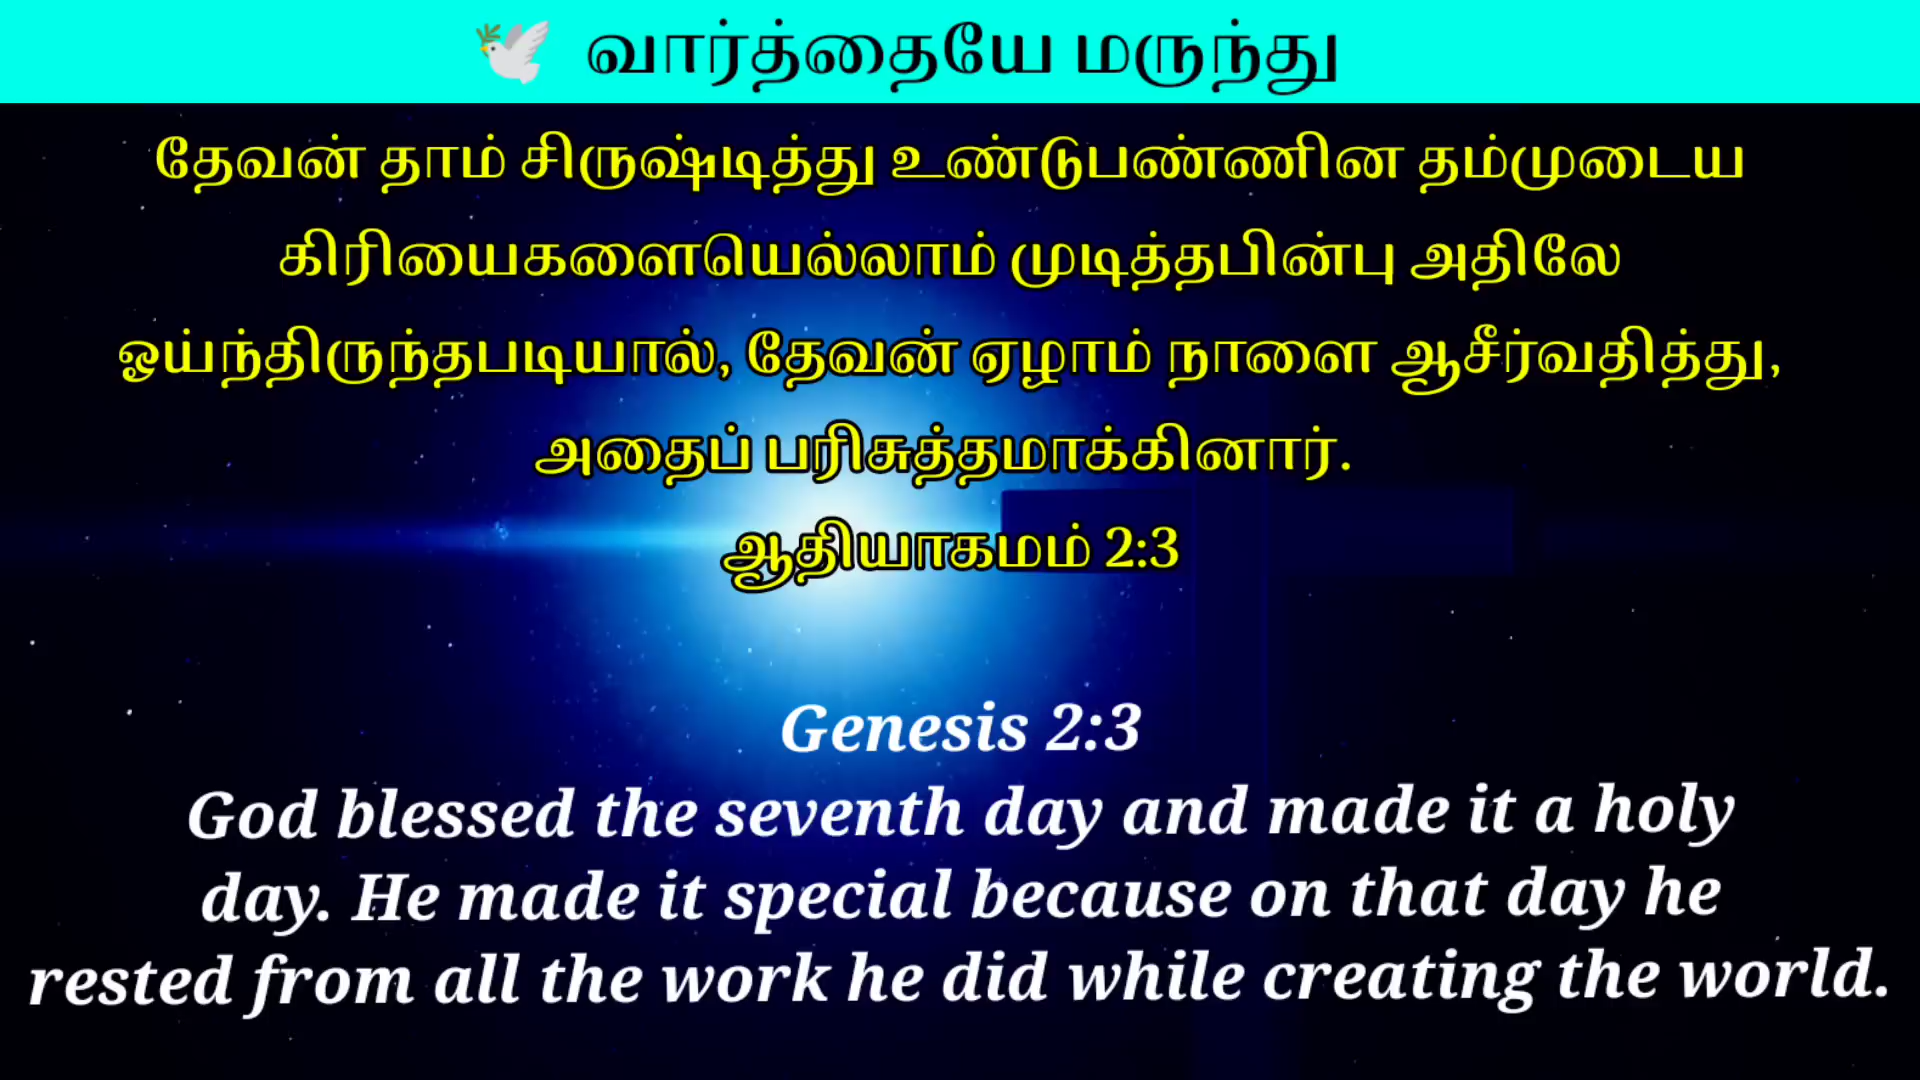 🕊️ வார்த்தையே மருந்து
தேவன் தாம் சிருஷ்டித்து உண்டுபண்ணின தம்முடைய
கிரியைகளையெல்லாம் முடித்தபின்பு அதிலே
ஓய்ந்திருந்தபடியால், தேவன் ஏழாம் நாளை ஆசீர்வதித்து,
அதைப் பரிசுத்தமாக்கினார்.
ஆதியாகமம் 2:3
Genesis 2:3
God blessed the seventh day and made it a holy
day. He made it special because on that day he
rested from all the work he did while creating the world.